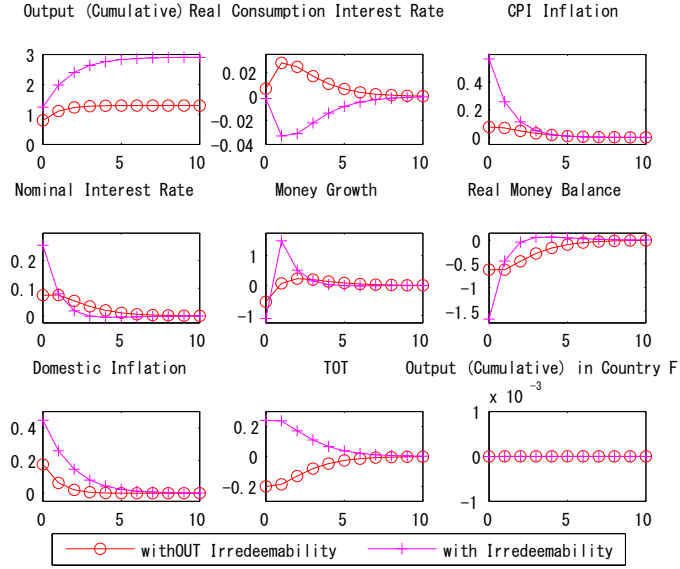 Output (Cumulative) Real Consumption Interest Rate CPI Inflation
3
2
1
0
0 5 10
0.02
0
-0.02
-0.04
0 5 10
0.4
0.2
0
0 5 10
Nominal Interest Rate Money Growth Real Money Balance
0.2
0.1
0
0 5 10
1
0
-1
0 5 10
0
-0.5
-1
-1.5
0 5 10
Domestic Inflation TOT Output (Cumulative) in Country F
0.4
0.2
0
0 5 10
0.2
0
-0.2
0 5 10
x 10 -3
1
0
-1
0 5 10
withOUT Irredeemability with Irredeemability